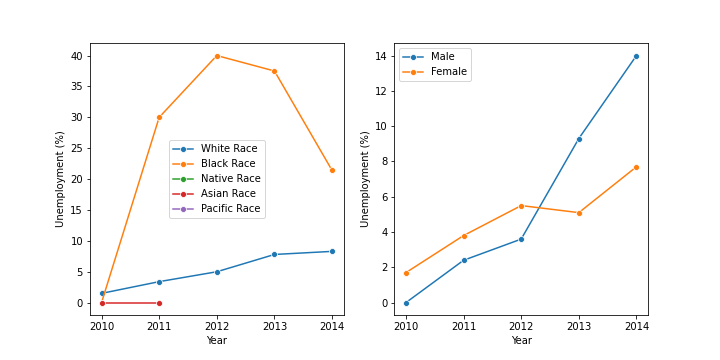 40
35
30
25
20
15
10
5
0
Unemployment (%)
White Race
Black Race
Native Race
Asian Race
Pacific Race
2010 2011 2012 2013 2014
Year
14
12
10
8
6
4
2
0
Unemployment (%)
Male
Female
2010 2011 2012 2013 2014
Year